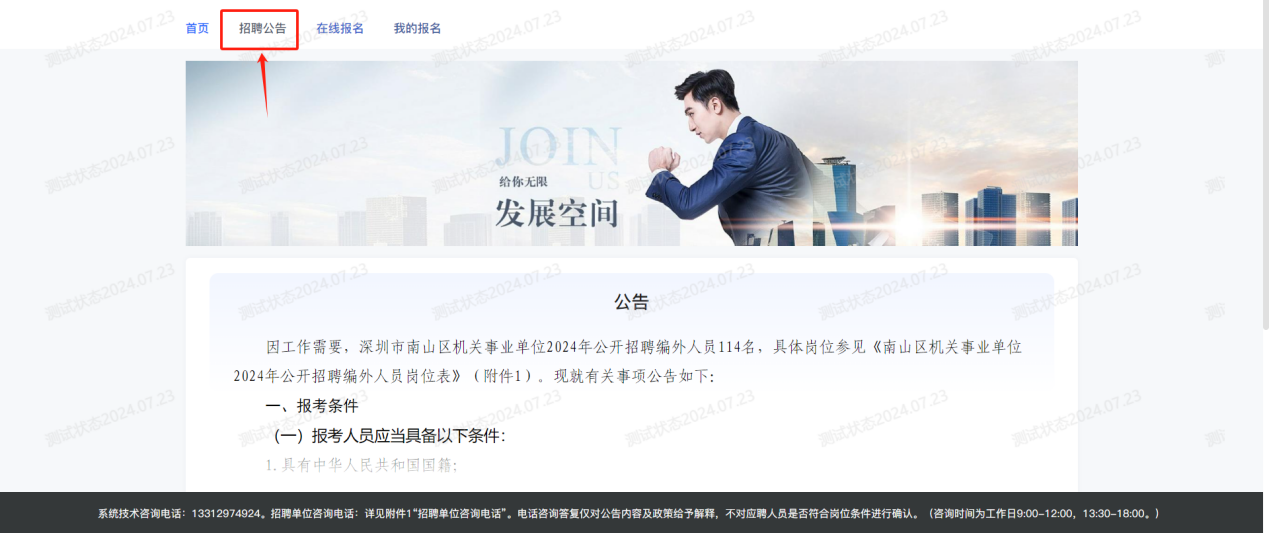 首页 招聘公告 在线报名 我的报名
JOIN
给你无限 US
发展空间
公告
因工作需要，深圳市南山区机关事业单位2024年公开招聘编外人员114名，具体岗位参见《南山区机关事业单位
2024年公开招聘编外人员岗位表》（附件1）。现就有关事项公告如下：
一、报考条件
（一）报考人员应当具备以下条件：
1.具有中华人民共和国国籍；
系统技术咨询电话：13312974924。招聘单位咨询电话：详见附件1“招聘单位咨询电话”。电话咨询答复仅对公告内容及政策给予解释，不对应聘人员是否符合岗位条件进行确认。（咨询时间为工作日9:00-12:00，13:30-18:00。）
测试状态2024.07.23